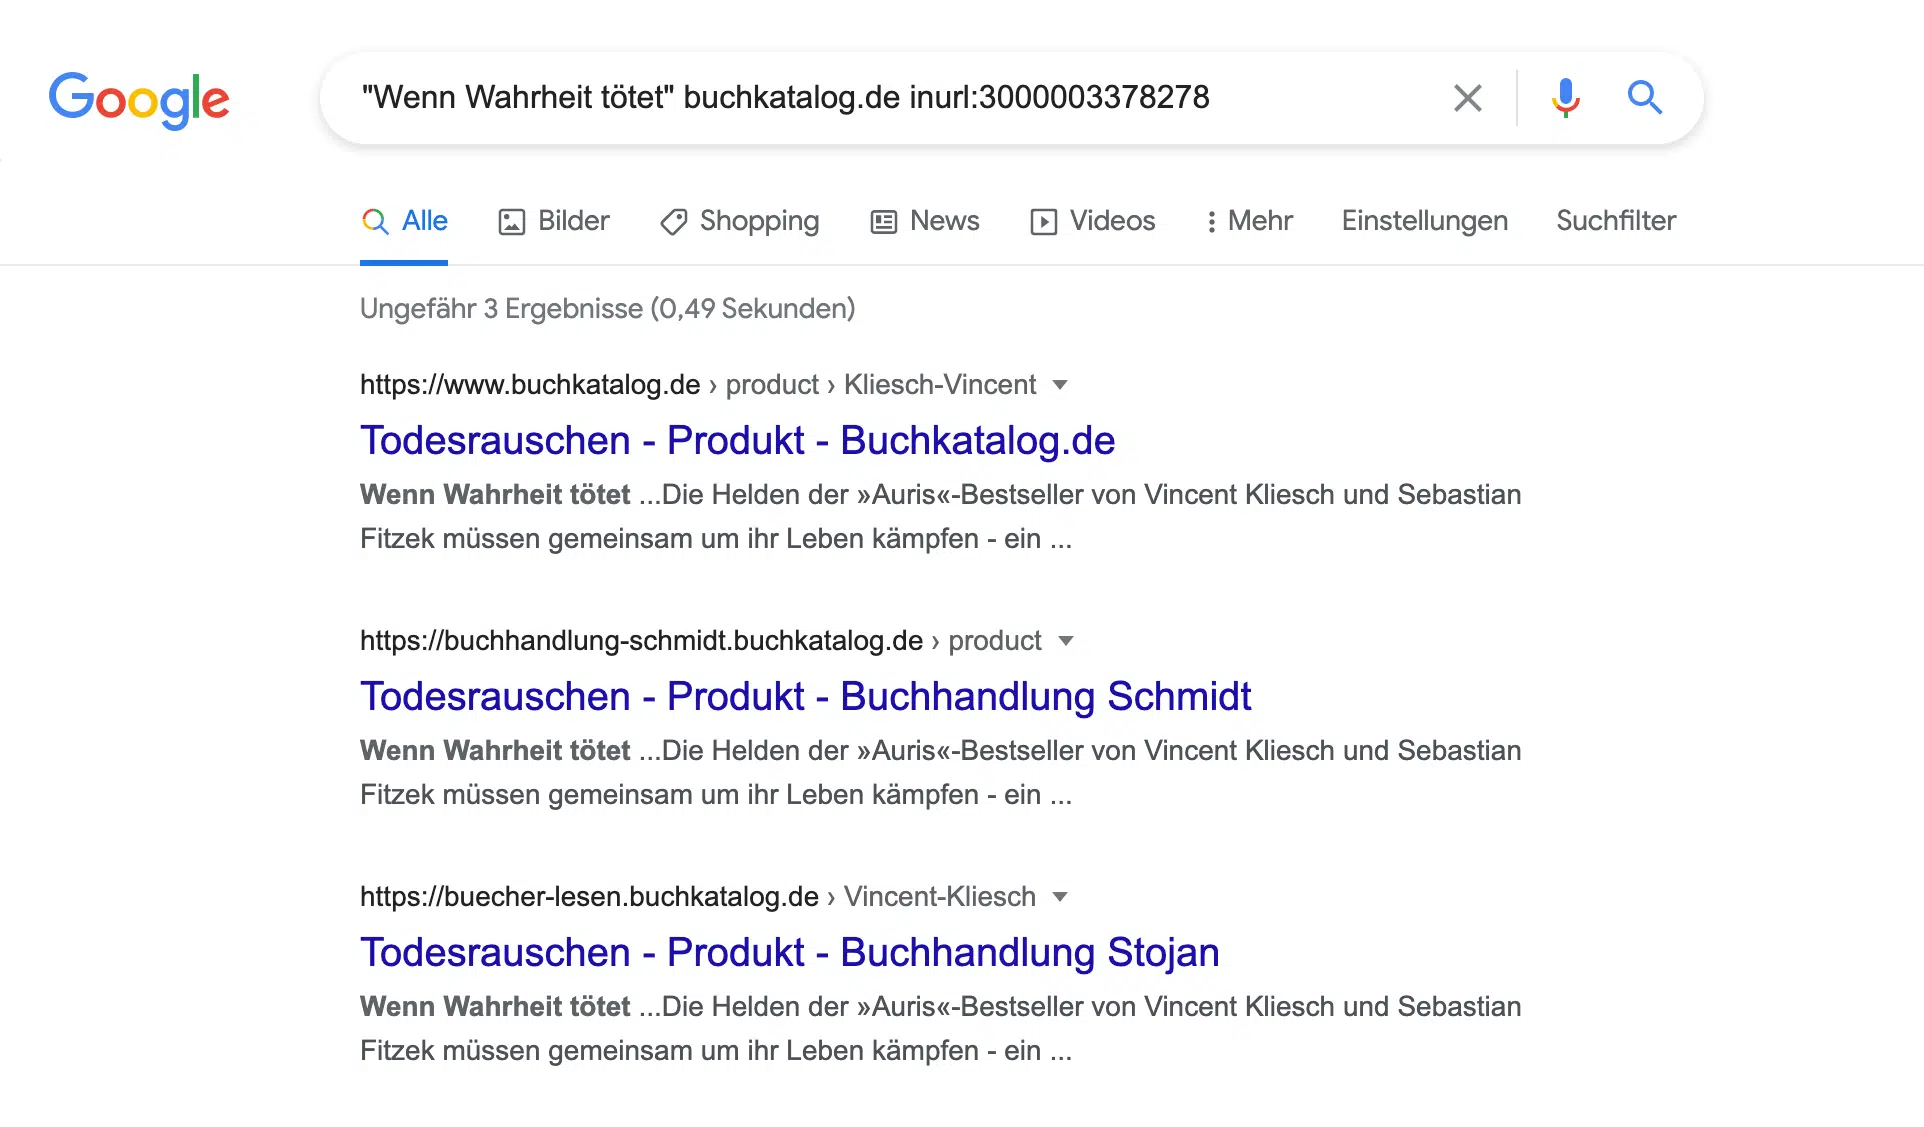 Google
"Wenn Wahrheit tötet" buchkatalog.de inurl:3000003378278
Alle Bilder Shopping News Videos Mehr Einstellungen Suchfilter
Ungefähr 3 Ergebnisse (0,49 Sekunden)
https://www.buchkatalog.de › product › Kliesch-Vincent
Todesrauschen - Produkt - Buchkatalog.de
Wenn Wahrheit tötet ...Die Helden der »Auris«-Bestseller von Vincent Kliesch und Sebastian
Fitzek müssen gemeinsam um ihr Leben kämpfen - ein ...
https://buchhandlung-schmidt.buchkatalog.de › product
Todesrauschen - Produkt - Buchhandlung Schmidt
Wenn Wahrheit tötet ...Die Helden der »Auris«-Bestseller von Vincent Kliesch und Sebastian
Fitzek müssen gemeinsam um ihr Leben kämpfen - ein ...
https://buecher-lesen.buchkatalog.de › Vincent-Kliesch
Todesrauschen - Produkt - Buchhandlung Stojan
Wenn Wahrheit tötet ...Die Helden der »Auris«-Bestseller von Vincent Kliesch und Sebastian
Fitzek müssen gemeinsam um ihr Leben kämpfen - ein ...